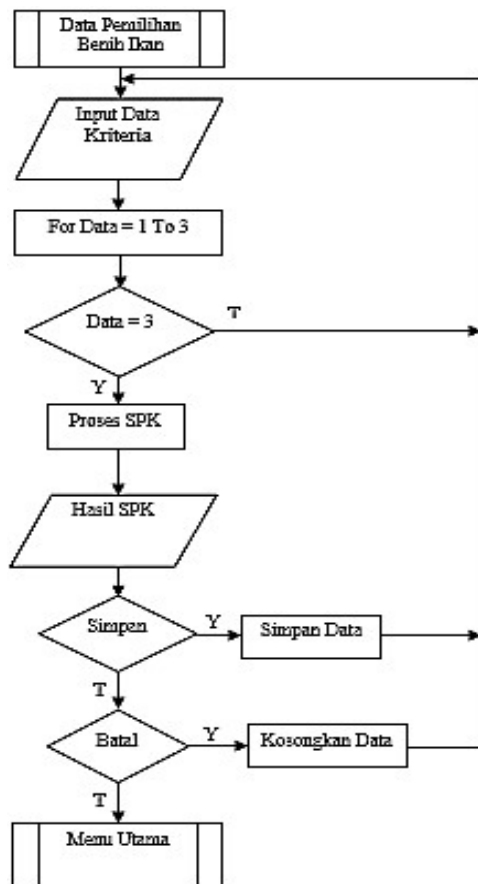 Data Pemilihan
Benih Ikan
Input Data
Kriteria
For Data = 1 To 3
Data = 3
T
Y
Proses SPK
Hasil SPK
Simpan
Y
Simpan Data
T
Batal
Y
Kosongkan Data
T
Menu Utama